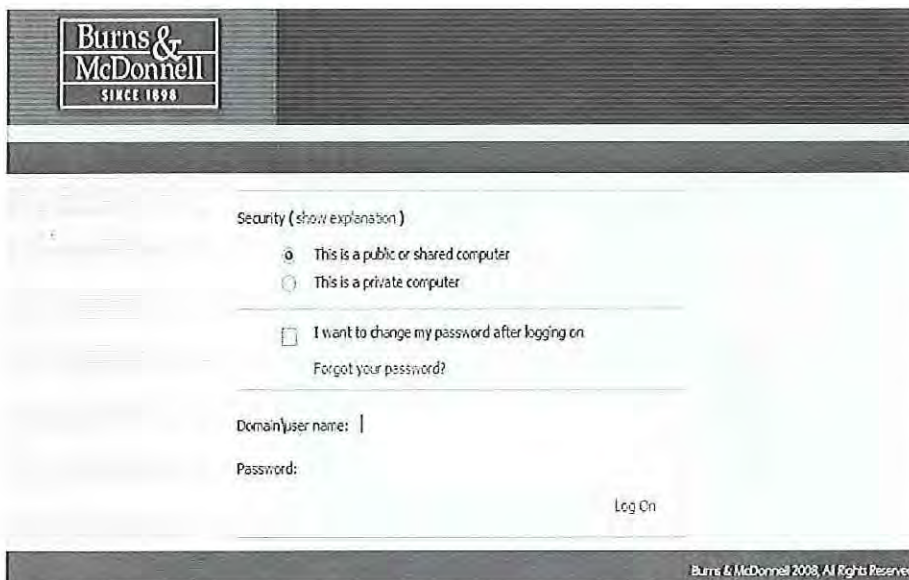 Burns &
McDonnell
SINCE 1898
Security (show explanation)
This is a public or shared computer
This is a private computer
I want to change my password after logging on
Forgot your password?
Domain\user name:
Password:
Log On
Burns & McDonnell 2008, All Rights Reserved